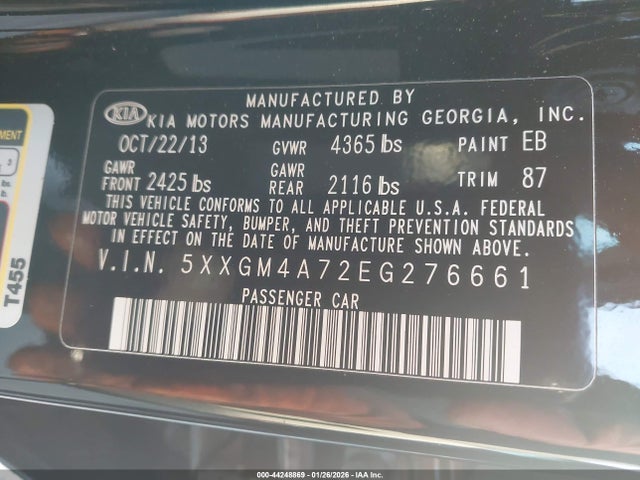 MANUFACTURED BY
KIA KIA MOTORS MANUFACTURING GEORGIA, INC.
OCT/22/13 GVWR 4365 lbs PAINT EB
GAWR FRONT 2425 lbs GAWR REAR 2116 lbs TRIM 87
THIS VEHICLE CONFORMS TO ALL APPLICABLE U.S.A. FEDERAL
MOTOR VEHICLE SAFETY, BUMPER, AND THEFT PREVENTION STANDARDS
IN EFFECT ON THE DATE OF MANUFACTURE SHOWN ABOVE.
V.I.N. 5XXGM4A72EG276661
PASSENGER CAR
T455
000-44248869 - 01/26/2026 - IAA Inc.